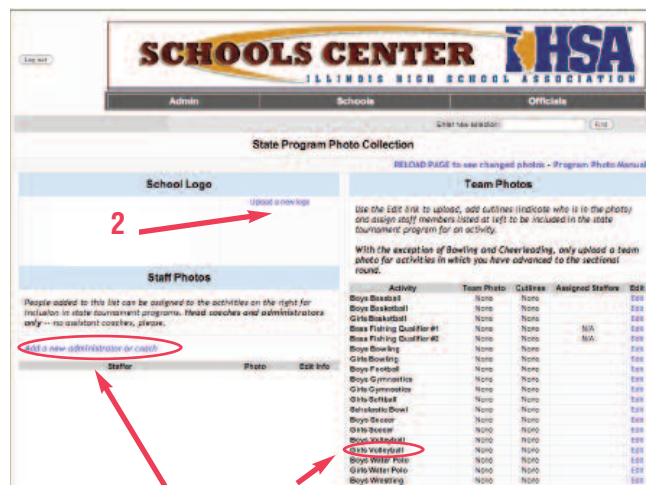 Log out
SCHOOLS CENTER
IHSA
ILLINOIS HIGH SCHOOL ASSOCIATION
Admin Schools Officials
Enter new selection: Find
State Program Photo Collection
RELOAD PAGE to see changed photos - Program Photo Manual
School Logo
Upload a new logo
2
Staff Photos
People added to this list can be assigned to the activities on the right for
inclusion in state tournament programs. Head coaches and administrators
only -- no assistant coaches, please.
Add a new administrator or coach
Staffer Photo Edit Info
Team Photos
Use the Edit link to upload, add cutlines (indicate who is in the photo)
and assign staff members listed at left to be included in the state
tournament program for an activity.
With the exception of Bowling and Cheerleading, only upload a team
photo for activities in which you have advanced to the sectional
round.
Activity Team Photo Cutlines Assigned Staffers Edit
Boys Baseball None None Edit
Boys Basketball None None Edit
Girls Basketball None None Edit
Bass Fishing Qualifier #1 None None N/A Edit
Bass Fishing Qualifier #2 None None N/A Edit
Boys Bowling None None Edit
Girls Bowling None None Edit
Boys Football None None Edit
Boys Gymnastics None None Edit
Girls Gymnastics None None Edit
Girls Softball None None Edit
Scholastic Bowl None None Edit
Boys Soccer None None Edit
Girls Soccer None None Edit
Boys Volleyball None None Edit
Girls Volleyball None None Edit
Boys Water Polo None None Edit
Girls Water Polo None None Edit
Boys Wrestling None None Edit